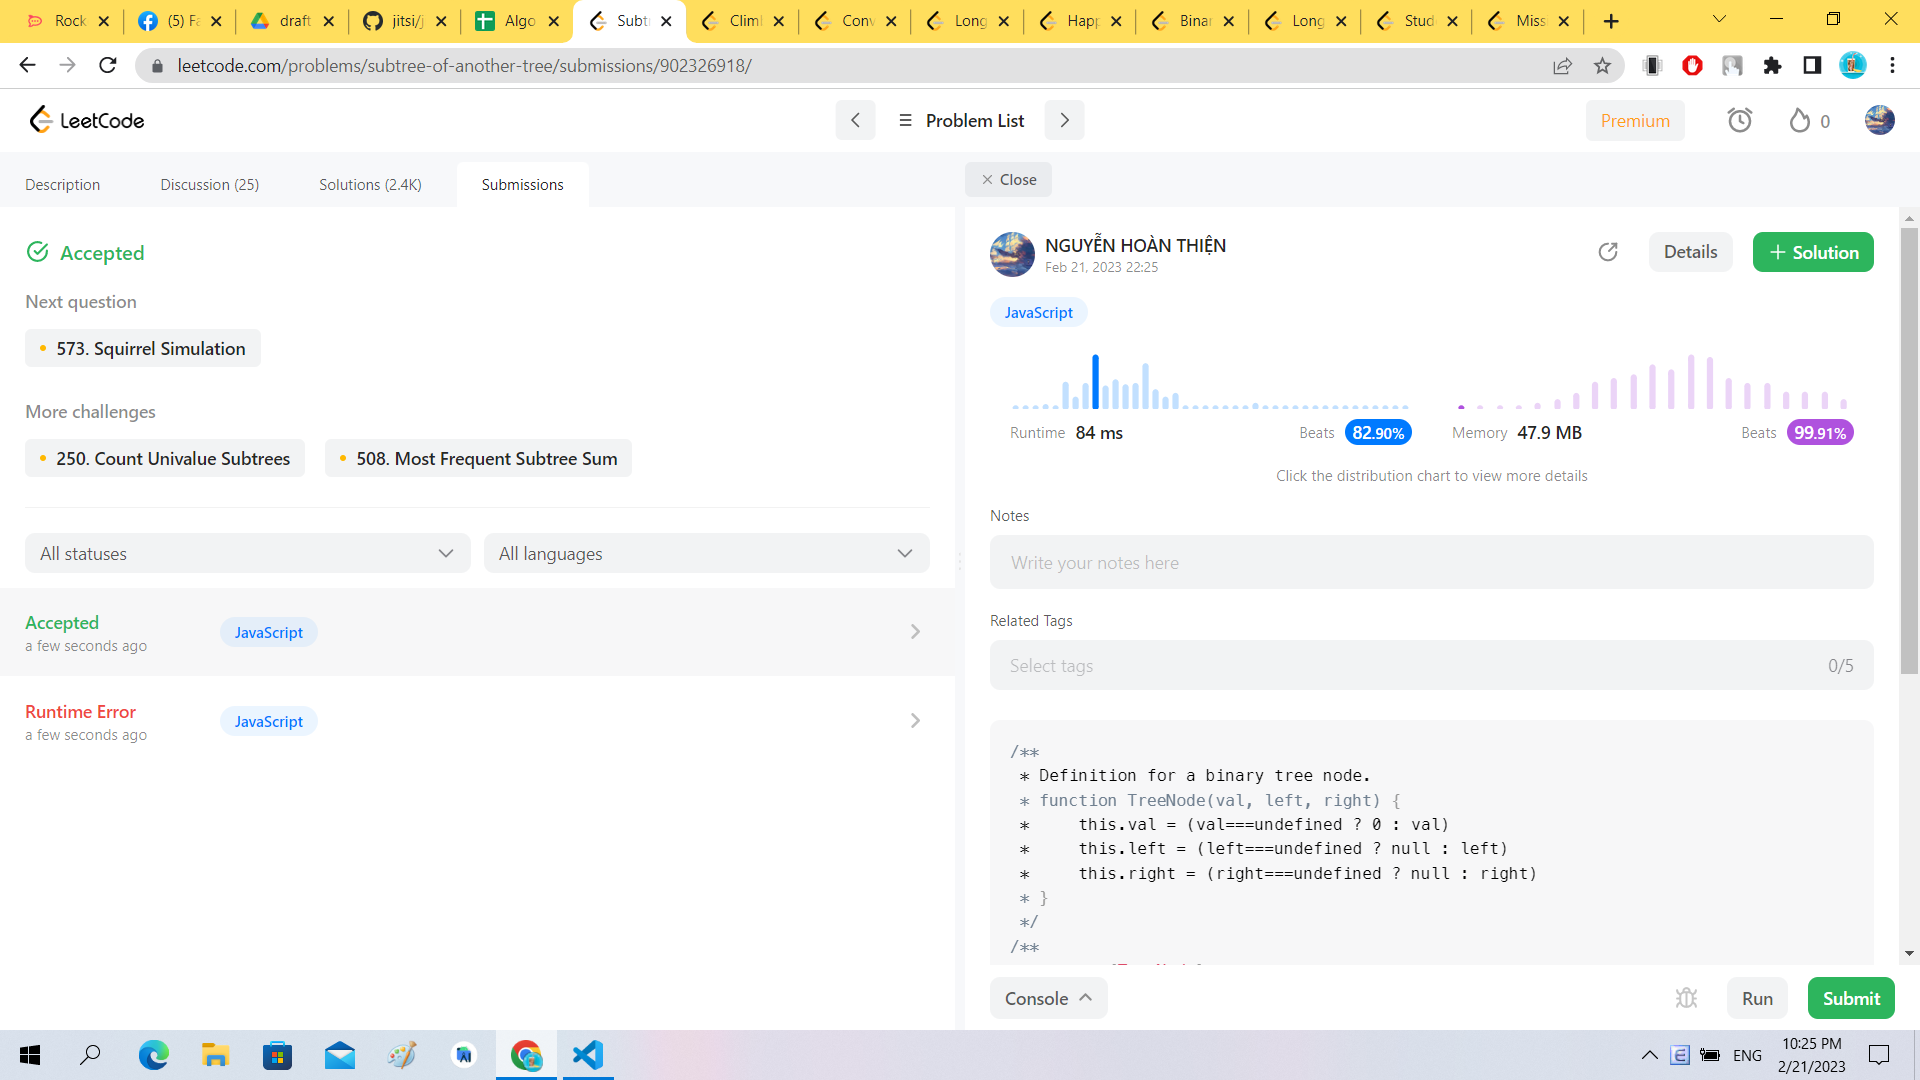 Rock
(5) Fa
draft
jitsi/j
Algo
Subt
Climb
Conv
Long
Happ
Binar
Long
Stud
Missi
leetcode.com/problems/subtree-of-another-tree/submissions/902326918/
LeetCode
Problem List
Premium
0
Description
Discussion (25)
Solutions (2.4K)
Submissions
Close
Accepted
Next question
573. Squirrel Simulation
More challenges
250. Count Univalue Subtrees
508. Most Frequent Subtree Sum
All statuses
All languages
Accepted
a few seconds ago
JavaScript
Runtime Error
a few seconds ago
JavaScript
NGUYỄN HOÀN THIỆN
Feb 21, 2023 22:25
Details
+ Solution
JavaScript
Runtime 84 ms Beats 82.90%
Memory 47.9 MB Beats 99.91%
Click the distribution chart to view more details
Notes
Write your notes here
Related Tags
Select tags 0/5
/**
* Definition for a binary tree node.
* function TreeNode(val, left, right) {
* this.val = (val===undefined ? 0 : val)
* this.left = (left===undefined ? null : left)
* this.right = (right===undefined ? null : right)
* }
*/
/**
Console
Run
Submit
ENG
10:25 PM
2/21/2023